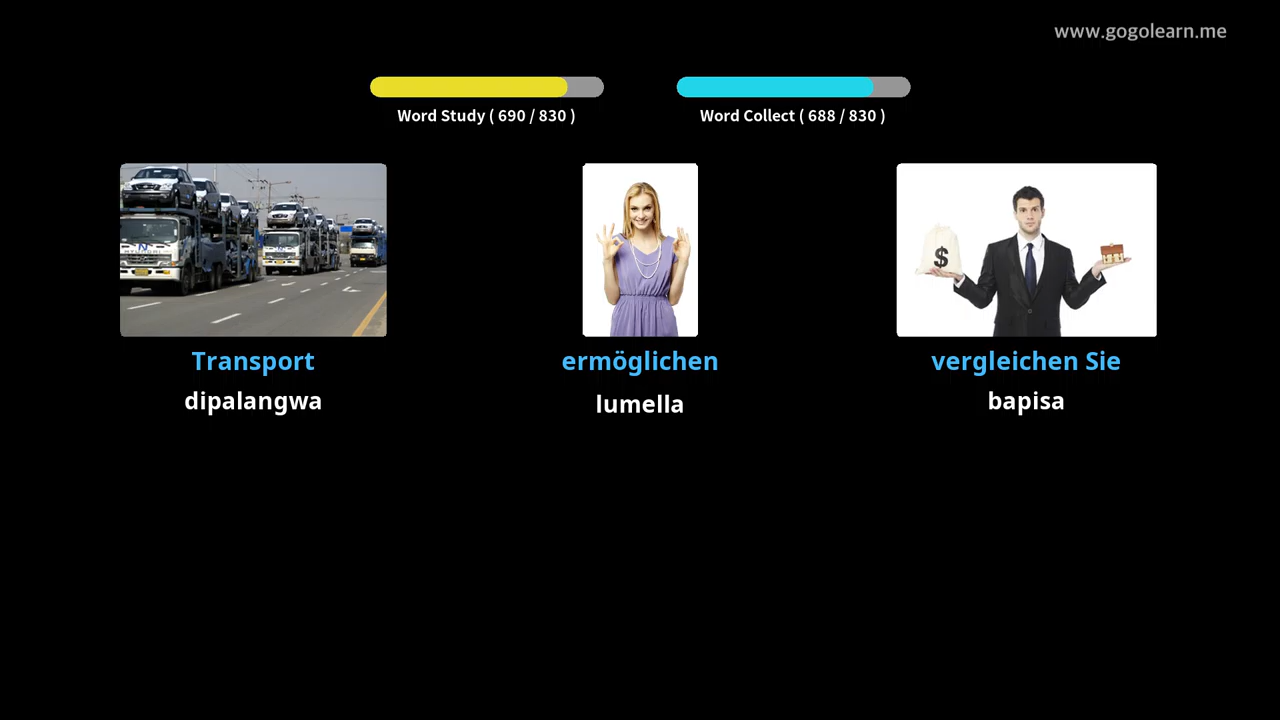 www.gogolearn.me
Word Study ( 690 / 830 )
Word Collect ( 688 / 830 )
Transport
ermöglichen
vergleichen Sie
dipalangwa
lumella
bapisa
$